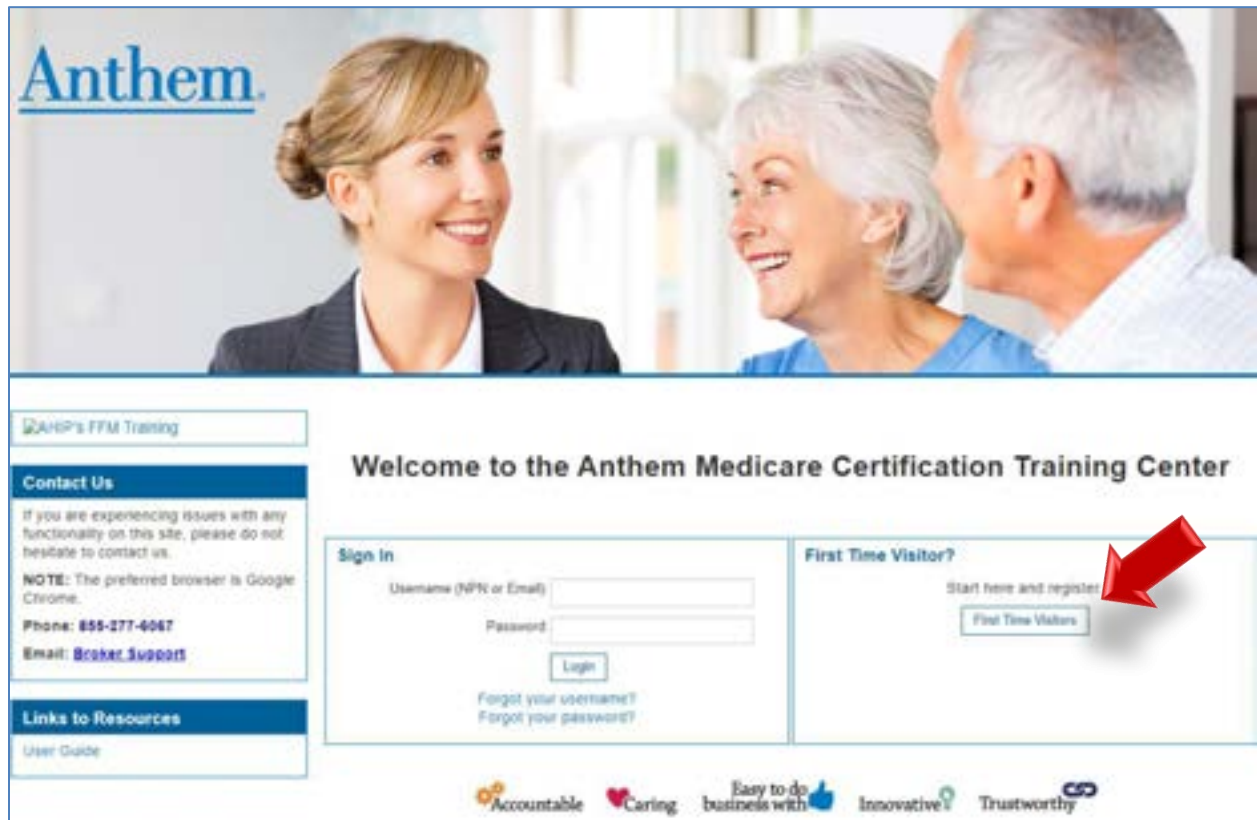 Anthem.
AHIP's FFM Training
Contact Us
If you are experiencing issues with any
functionality on this site, please do not
hesitate to contact us.
NOTE: The preferred browser is Google
Chrome.
Phone: 855-277-6067
Email: Broker Support
Links to Resources
User Guide
Welcome to the Anthem Medicare Certification Training Center
Sign In
Username (NPN or Email)
Password
Login
Forgot your username?
Forgot your password?
First Time Visitor?
Start here and register
First Time Visitors
Accountable
Caring
Easy to do
business with
Innovative
Trustworthy